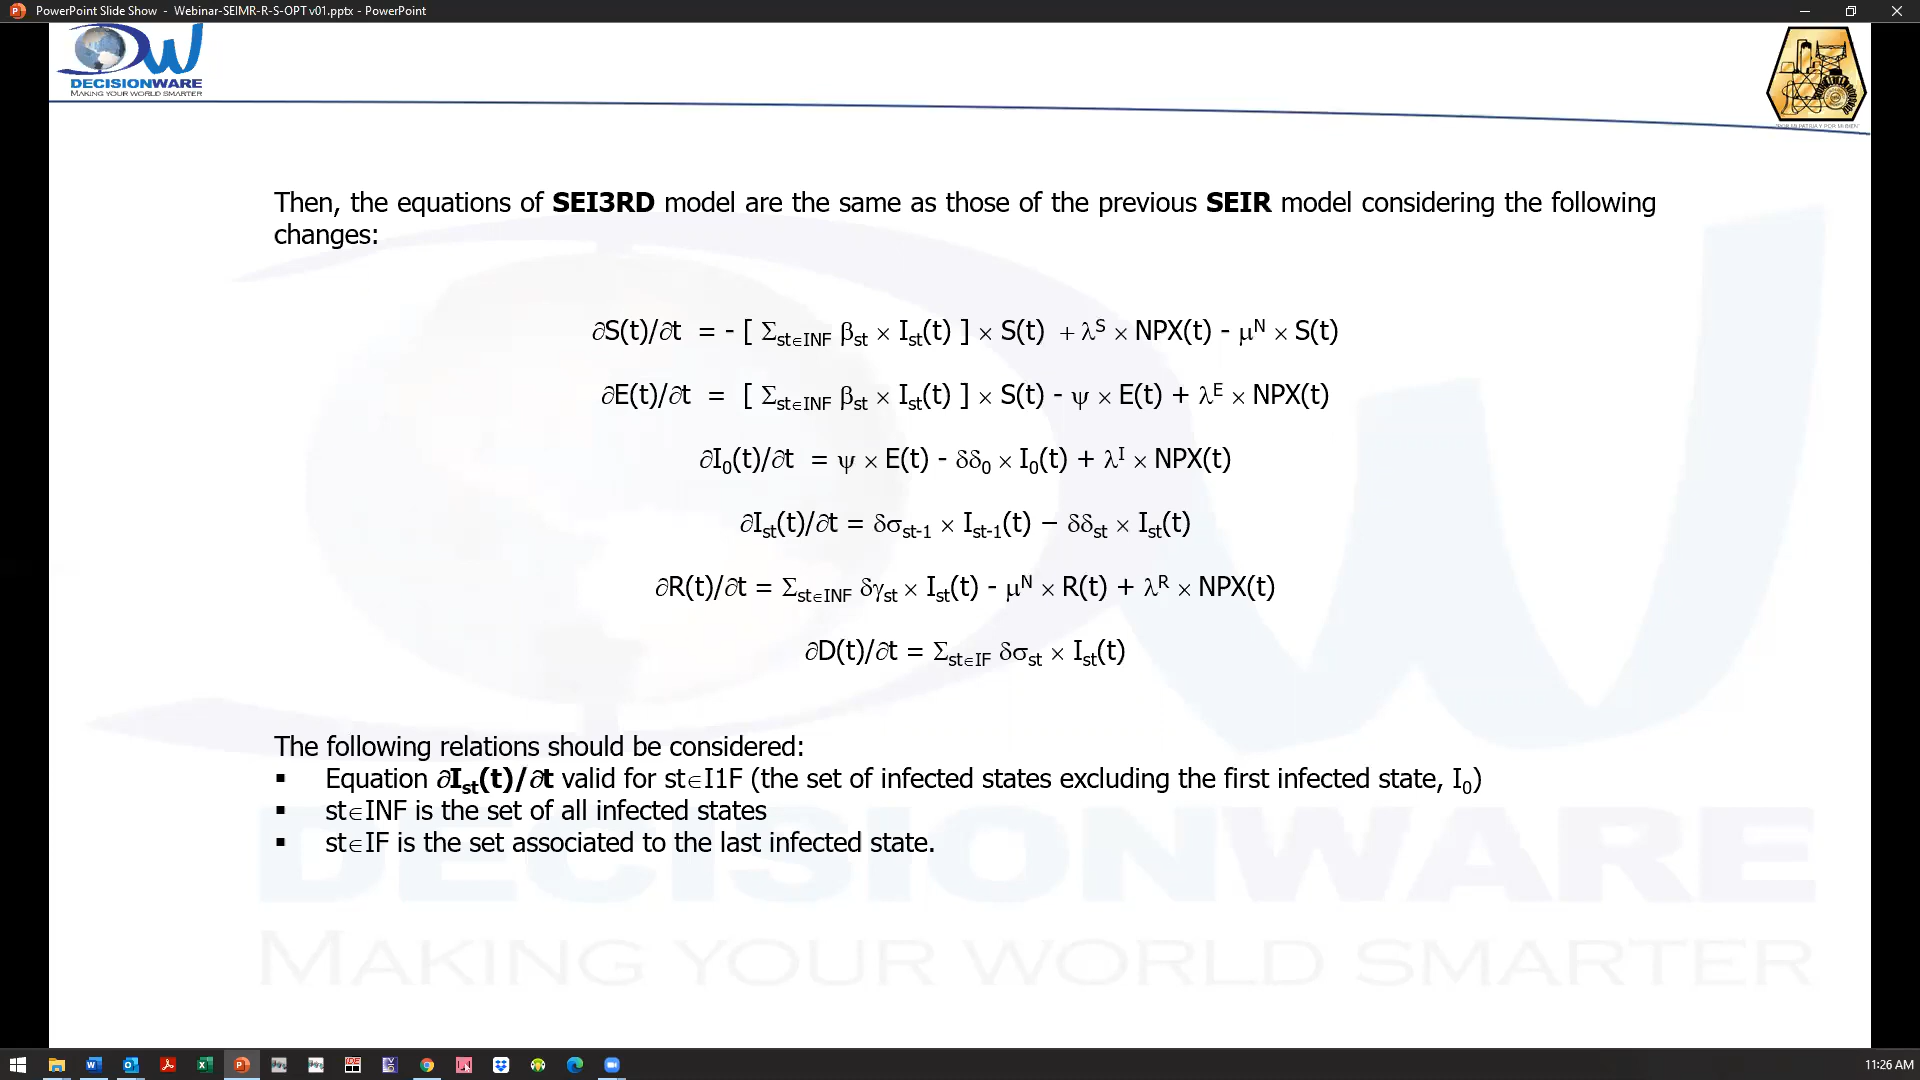 PowerPoint Slide Show - Webinar-SEIMR-R-S-OPT v01.pptx - PowerPoint
DW
DECISIONWARE
MAKING YOUR WORLD SMARTER
Then, the equations of SEI3RD model are the same as those of the previous SEIR model considering the following
changes:
∂S(t)/∂t = - [ Σst∈INF βst × Ist(t) ] × S(t) + λS × NPX(t) - μN × S(t)
∂E(t)/∂t = [ Σst∈INF βst × Ist(t) ] × S(t) - ψ × E(t) + λE × NPX(t)
∂I0(t)/∂t = ψ × E(t) - δδ0 × I0(t) + λI × NPX(t)
∂Ist(t)/∂t = δσst-1 × Ist-1(t) − δδst × Ist(t)
∂R(t)/∂t = Σst∈INF δγst × Ist(t) - μN × R(t) + λR × NPX(t)
∂D(t)/∂t = Σst∈IF δσst × Ist(t)
The following relations should be considered:
▪ Equation ∂Ist(t)/∂t valid for st∈I1F (the set of infected states excluding the first infected state, I0)
▪ st∈INF is the set of all infected states
▪ st∈IF is the set associated to the last infected state.
DECISIONWARE
MAKING YOUR WORLD SMARTER
11:26 AM